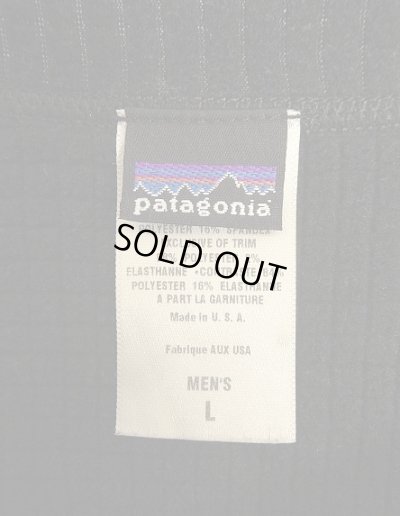 patagonia
POLYESTER 16% SPANDEX
EXCLUSIVE OF TRIM
SOLD OUT
POLYESTER
ELASTHANNE
POLYESTER 16% ELASTHANNE
A PART LA GARNITURE
Made in U. S. A.
Fabrique AUX USA
MEN'S
L